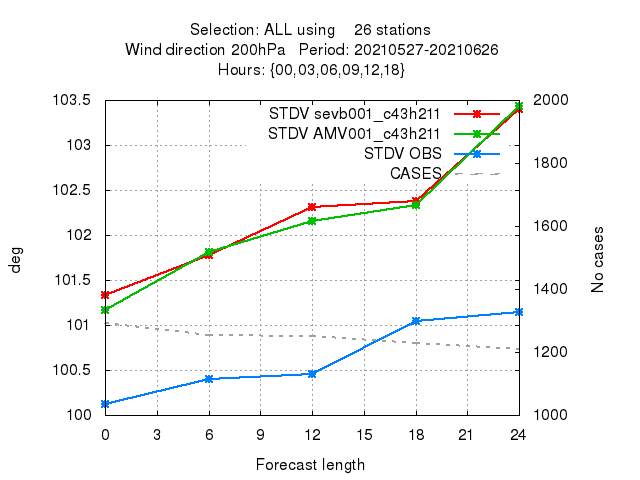 Selection: ALL using 26 stations
Wind direction 200hPa Period: 20210527-20210626
Hours: {00,03,06,09,12,18}
STDV sevb001_c43h211
STDV AMV001_c43h211
STDV OBS
CASES
deg
103.5
103
102.5
102
101.5
101
100.5
100
No cases
2000
1800
1600
1400
1200
1000
0 3 6 9 12 15 18 21 24
Forecast length